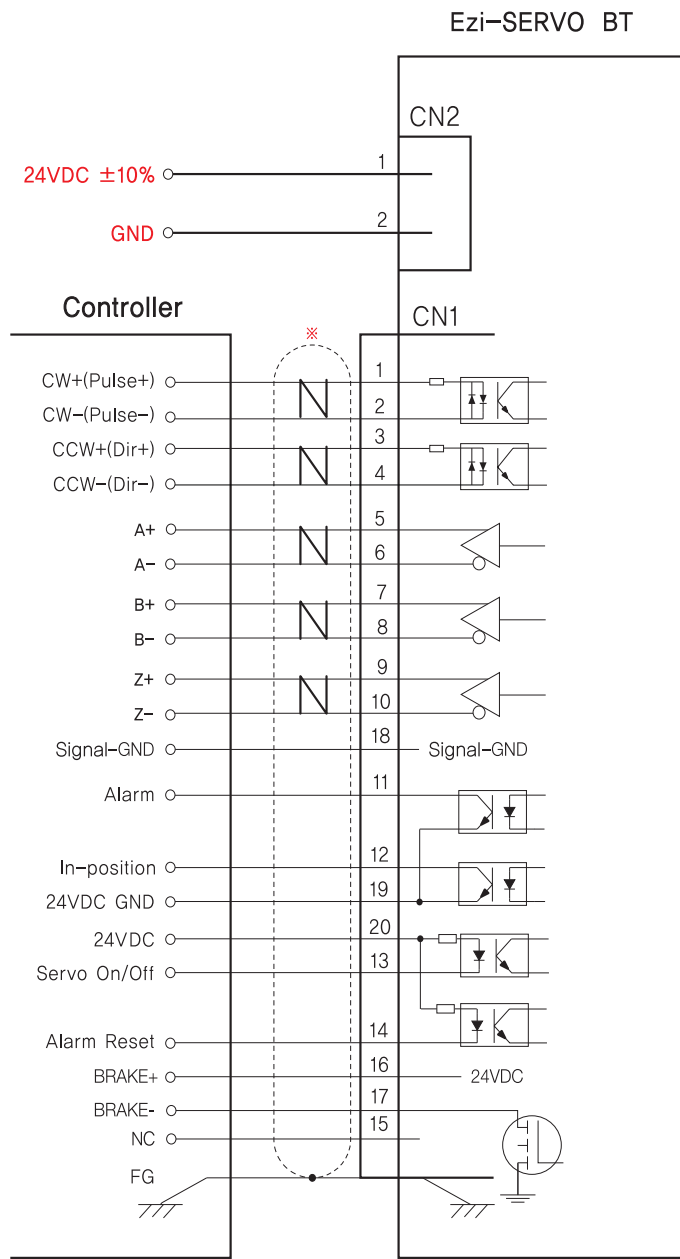 Ezi-SERVO BT
CN2
24VDC ±10% 1
GND 2
Controller
CN1
※
CW+(Pulse+) 1
CW-(Pulse-) 2
CCW+(Dir+) 3
CCW-(Dir-) 4
A+ 5
A- 6
B+ 7
B- 8
Z+ 9
Z- 10
Signal-GND 18 Signal-GND
Alarm 11
In-position 12
24VDC GND 19
24VDC 20
Servo On/Off 13
Alarm Reset 14
BRAKE+ 16 24VDC
BRAKE- 17
NC 15
FG